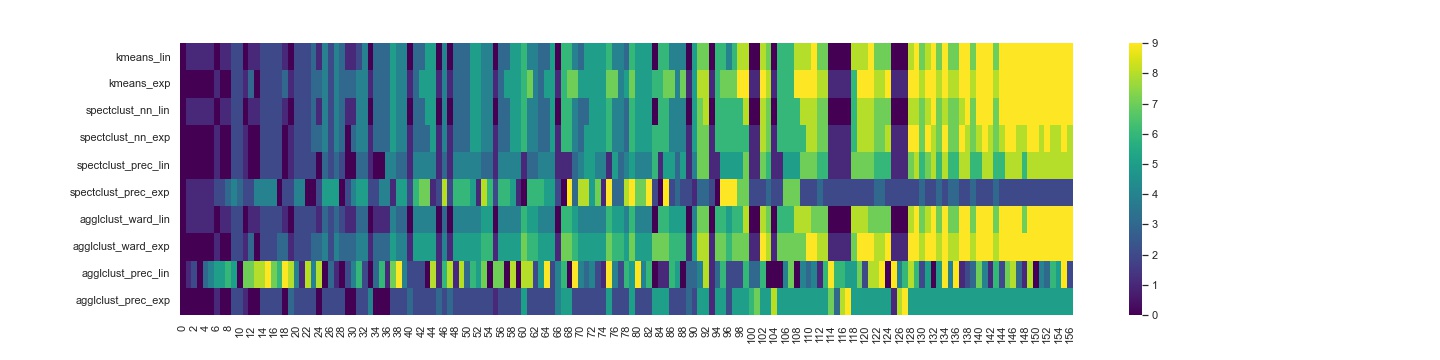 kmeans_lin
kmeans_exp
spectclust_nn_lin
spectclust_nn_exp
spectclust_prec_lin
spectclust_prec_exp
agglclust_ward_lin
agglclust_ward_exp
agglclust_prec_lin
agglclust_prec_exp
0 2 4 6 8 10 12 14 16 18 20 22 24 26 28 30 32 34 36 38 40 42 44 46 48 50 52 54 56 58 60 62 64 66 68 70 72 74 76 78 80 82 84 86 88 90 92 94 96 98 100 102 104 106 108 110 112 114 116 118 120 122 124 126 128 130 132 134 136 138 140 142 144 146 148 150 152 154 156
9
8
7
6
5
4
3
2
1
0